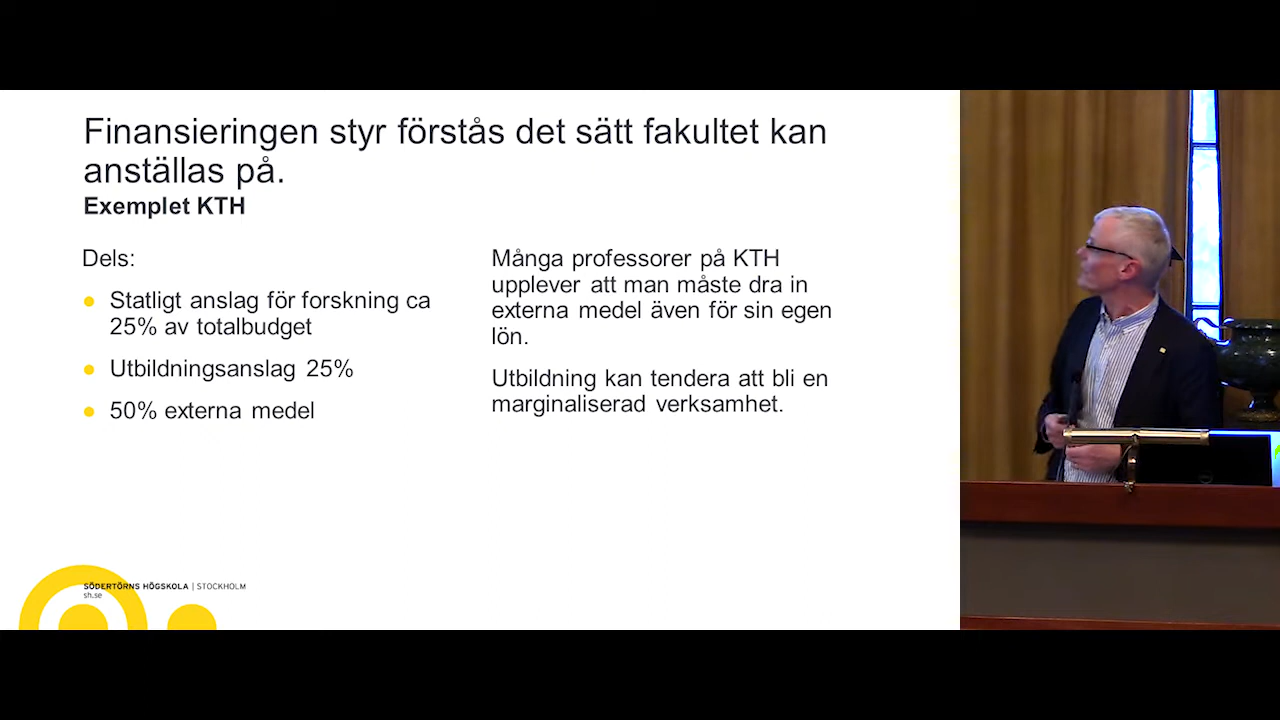 Finansieringen styr förstås det sätt fakultet kan
anställas på.
Exemplet KTH
Dels:
Statligt anslag för forskning ca
25% av totalbudget
Utbildningsanslag 25%
50% externa medel
Många professorer på KTH
upplever att man måste dra in
externa medel även för sin egen
lön.
Utbildning kan tendera att bli en
marginaliserad verksamhet.
SÖDERTÖRNS HÖGSKOLA | STOCKHOLM
sh.se